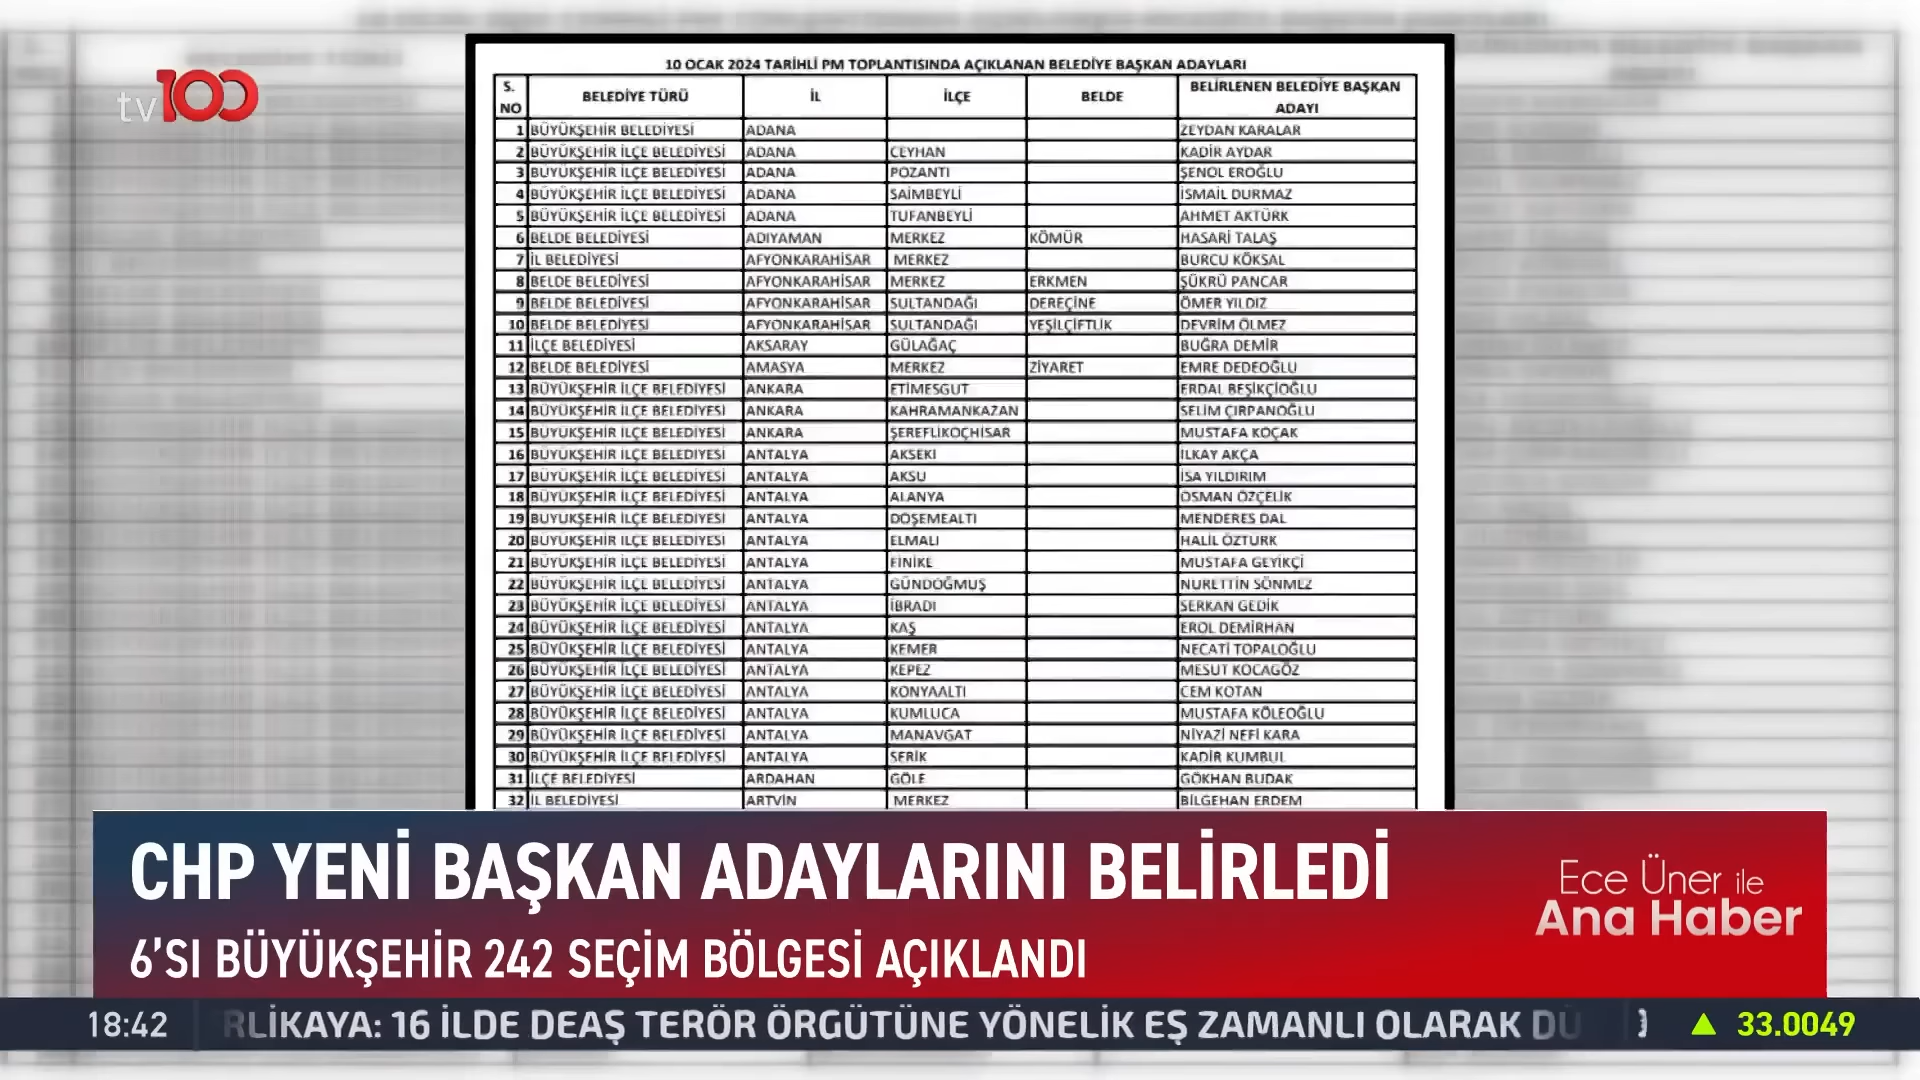 tv100
10 OCAK 2024 TARİHLİ PM TOPLANTISINDA AÇIKLANAN BELEDİYE BAŞKAN ADAYLARI
S. NO BELEDİYE TÜRÜ İL İLÇE BELDE BELİRLENEN BELEDİYE BAŞKAN ADAYI
1 BÜYÜKŞEHİR BELEDİYESİ ADANA ZEYDAN KARALAR
2 BÜYÜKŞEHİR İLÇE BELEDİYESİ ADANA CEYHAN KADİR AYDAR
3 BÜYÜKŞEHİR İLÇE BELEDİYESİ ADANA POZANTI ŞENOL EROĞLU
4 BÜYÜKŞEHİR İLÇE BELEDİYESİ ADANA SAİMBEYLİ İSMAİL DURMAZ
5 BÜYÜKŞEHİR İLÇE BELEDİYESİ ADANA TUFANBEYLİ AHMET AKTÜRK
6 BELDE BELEDİYESİ ADIYAMAN MERKEZ KÖMÜR HASARİ TALAŞ
7 İL BELEDİYESİ AFYONKARAHİSAR MERKEZ BURCU KÖKSAL
8 BELDE BELEDİYESİ AFYONKARAHİSAR MERKEZ ERKMEN ŞÜKRÜ PANCAR
9 BELDE BELEDİYESİ AFYONKARAHİSAR SULTANDAĞI DEREÇİNE ÖMER YILDIZ
10 BELDE BELEDİYESİ AFYONKARAHİSAR SULTANDAĞI YEŞİLÇİFTLİK DEVRİM ÖLMEZ
11 İLÇE BELEDİYESİ AKSARAY GÜLAĞAÇ BUĞRA DEMİR
12 BELDE BELEDİYESİ AMASYA MERKEZ ZİYARET EMRE DEDEOĞLU
13 BÜYÜKŞEHİR İLÇE BELEDİYESİ ANKARA ETİMESGUT ERDAL BEŞİKÇİOĞLU
14 BÜYÜKŞEHİR İLÇE BELEDİYESİ ANKARA KAHRAMANKAZAN SELİM ÇIRPANOĞLU
15 BÜYÜKŞEHİR İLÇE BELEDİYESİ ANKARA ŞEREFLİKOÇHİSAR MUSTAFA KOÇAK
16 BÜYÜKŞEHİR İLÇE BELEDİYESİ ANTALYA AKSEKİ İLKAY AKÇA
17 BÜYÜKŞEHİR İLÇE BELEDİYESİ ANTALYA AKSU İSA YILDIRIM
18 BÜYÜKŞEHİR İLÇE BELEDİYESİ ANTALYA ALANYA OSMAN ÖZÇELİK
19 BÜYÜKŞEHİR İLÇE BELEDİYESİ ANTALYA DÖŞEMEALTI MENDERES DAL
20 BÜYÜKŞEHİR İLÇE BELEDİYESİ ANTALYA ELMALI HALİL ÖZTÜRK
21 BÜYÜKŞEHİR İLÇE BELEDİYESİ ANTALYA FİNİKE MUSTAFA GEYİKÇİ
22 BÜYÜKŞEHİR İLÇE BELEDİYESİ ANTALYA GÜNDOĞMUŞ NURETTİN SÖNMEZ
23 BÜYÜKŞEHİR İLÇE BELEDİYESİ ANTALYA İBRADI SERKAN GEDİK
24 BÜYÜKŞEHİR İLÇE BELEDİYESİ ANTALYA KAŞ EROL DEMİRHAN
25 BÜYÜKŞEHİR İLÇE BELEDİYESİ ANTALYA KEMER NECATİ TOPALOĞLU
26 BÜYÜKŞEHİR İLÇE BELEDİYESİ ANTALYA KEPEZ MESUT KOCAGÖZ
27 BÜYÜKŞEHİR İLÇE BELEDİYESİ ANTALYA KONYAALTI CEM KOTAN
28 BÜYÜKŞEHİR İLÇE BELEDİYESİ ANTALYA KUMLUCA MUSTAFA KÖLEOĞLU
29 BÜYÜKŞEHİR İLÇE BELEDİYESİ ANTALYA MANAVGAT NİYAZİ NEFİ KARA
30 BÜYÜKŞEHİR İLÇE BELEDİYESİ ANTALYA SERİK KADİR KUMBUL
31 İLÇE BELEDİYESİ ARDAHAN GÖLE GÖKHAN BUDAK
32 İL BELEDİYESİ ARTVİN MERKEZ BİLGEHAN ERDEM
CHP YENİ BAŞKAN ADAYLARINI BELİRLEDİ
6'SI BÜYÜKŞEHİR 242 SEÇİM BÖLGESİ AÇIKLANDI
Ece Üner ile
Ana Haber
18:42 RLİKAYA: 16 İLDE DEAŞ TERÖR ÖRGÜTÜNE YÖNELİK EŞ ZAMANLI OLARAK DÜ 33.0049